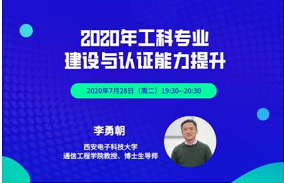 2020年工科专业
建设与认证能力提升
2020年7月28日（周二）19:30--20:30
李勇朝
西安电子科技大学
通信工程学院教授、博士生导师